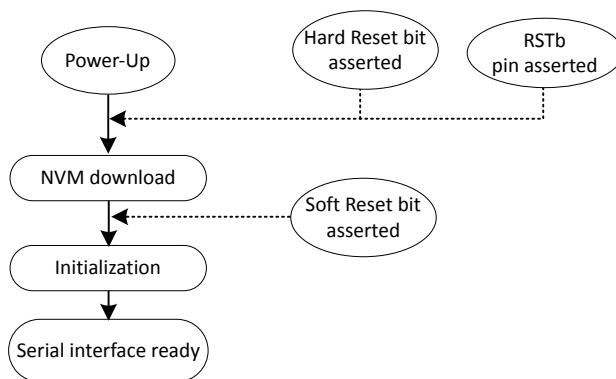 Power-Up
Hard Reset bit
asserted
RSTb
pin asserted
NVM download
Soft Reset bit
asserted
Initialization
Serial interface ready